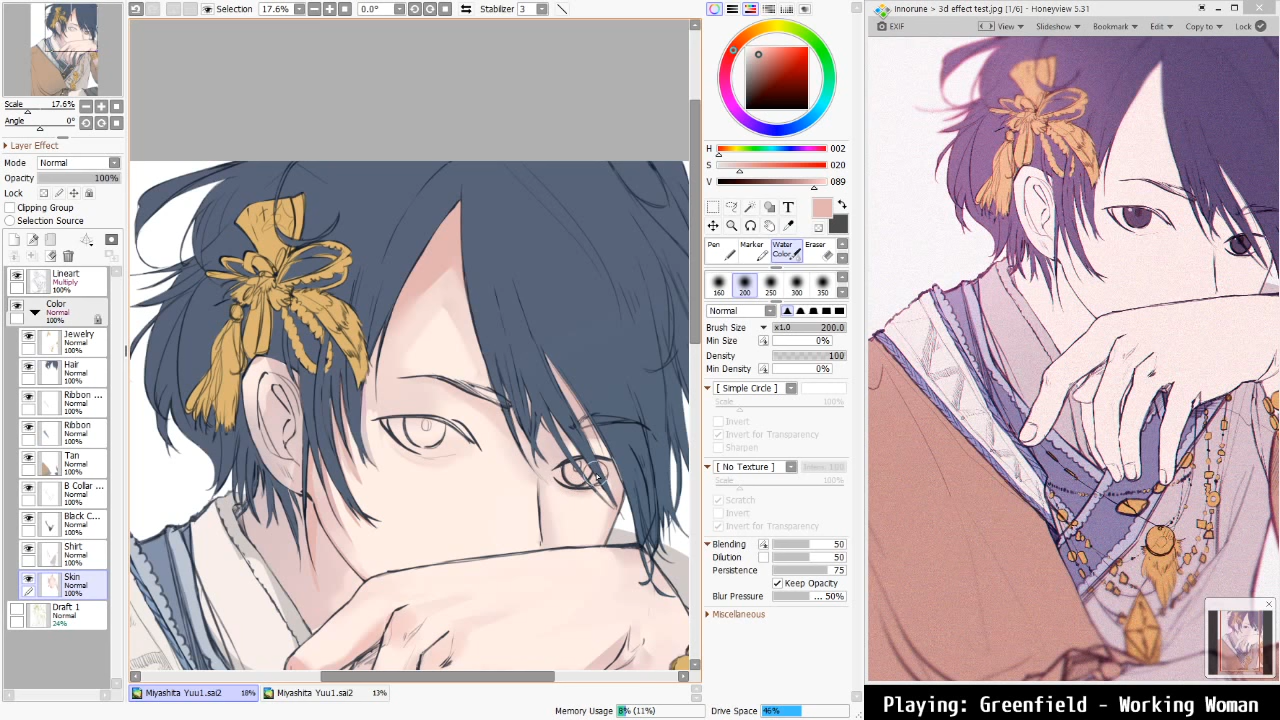 Selection
17.6%
0.0°
Stabilizer
3
Scale
17.6%
Angle
0°
Layer Effect
Mode
Normal
Opacity
100%
Lock
Clipping Group
Selection Source
Lineart
Multiply
100%
Color
Normal
100%
Jewelry
Normal
100%
Hair
Normal
100%
Ribbon ...
Normal
100%
Ribbon
Normal
100%
Tan
Normal
100%
B Collar ...
Normal
100%
Black C...
Normal
100%
Shirt
Normal
100%
Skin
Normal
100%
Draft 1
Normal
24%
Miyashita Yuu1.sai2
18%
Miyashita Yuu1.sai2
13%
Memory Usage
8% (11%)
Drive Space
46%
H
002
S
020
V
089
T
Pen
Marker
Water
Color
Eraser
160
200
250
300
350
Normal
Brush Size
x1.0
200.0
Min Size
0%
Density
100
Min Density
0%
[ Simple Circle ]
Scale
100%
Invert
Invert for Transparency
Sharpen
[ No Texture ]
Scale
100%
Scratch
Invert
Invert for Transparency
Blending
50
Dilution
50
Persistence
75
Keep Opacity
Blur Pressure
... 50%
Miscellaneous
Inorune > 3d effect test.jpg [1/6] - Honeyview 5.31
EXIF
View
Slideshow
Bookmark
Edit
Copy to
Lock
Playing: Greenfield - Working Woman